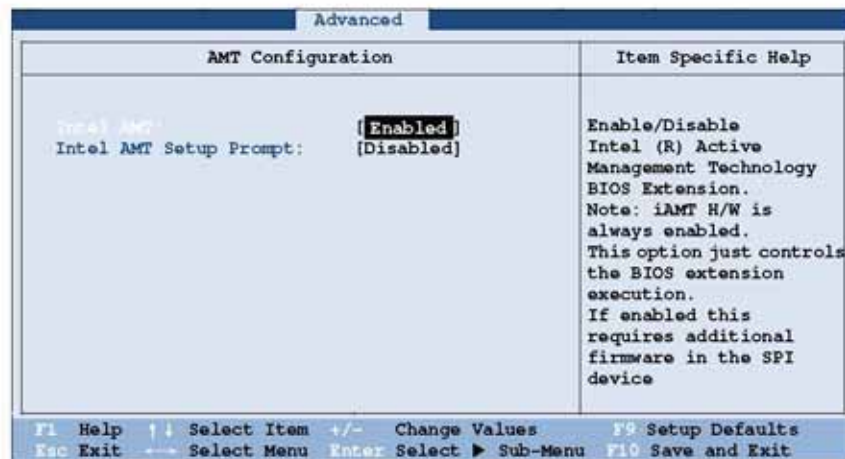 Advanced
AMT Configuration
Item Specific Help
Intel AMT: [Enabled]
Intel AMT Setup Prompt: [Disabled]
Enable/Disable
Intel (R) Active
Management Technology
BIOS Extension.
Note: iAMT H/W is
always enabled.
This option just controls
the BIOS extension
execution.
If enabled this
requires additional
firmware in the SPI
device
F1 Help ↑↓ Select Item +/- Change Values F9 Setup Defaults
Esc Exit ←→ Select Menu Enter Select ▶ Sub-Menu F10 Save and Exit